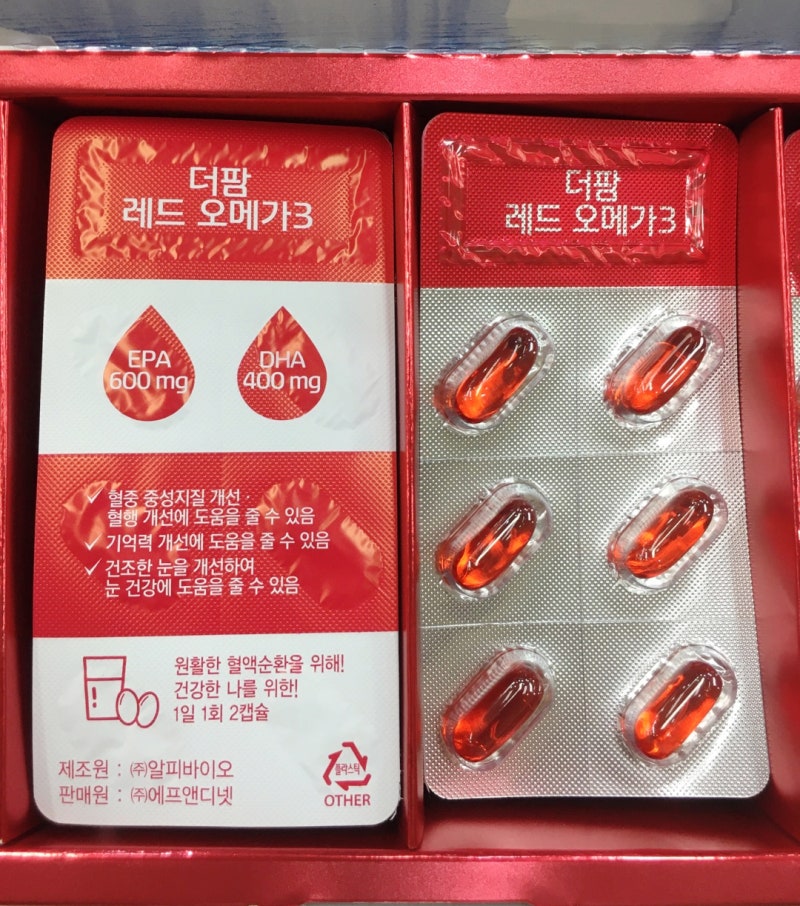 더팜
레드 오메가3
EPA
600 mg
DHA
400 mg
혈중 중성지질 개선·
혈행 개선에 도움을 줄 수 있음
기억력 개선에 도움을 줄 수 있음
건조한 눈을 개선하여
눈 건강에 도움을 줄 수 있음
원활한 혈액순환을 위해!
건강한 나를 위한!
1일 1회 2캡슐
제조원 : ㈜알피바이오
판매원 : ㈜에프앤디넷
플라스틱
OTHER
더팜
레드 오메가3